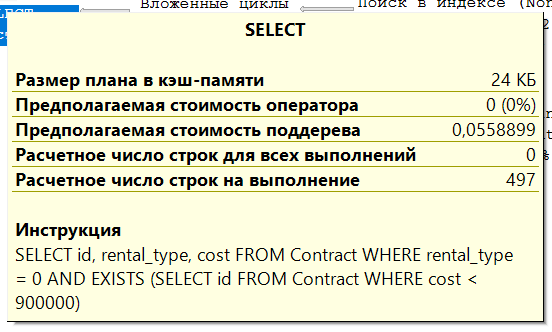 Вложенные циклы
Поиск в индексе (Non
SELECT
Размер плана в кэш-памяти 24 КБ
Предполагаемая стоимость оператора 0 (0%)
Предполагаемая стоимость поддерева 0,0558899
Расчетное число строк для всех выполнений 0
Расчетное число строк на выполнение 497
Инструкция
SELECT id, rental_type, cost FROM Contract WHERE rental_type
= 0 AND EXISTS (SELECT id FROM Contract WHERE cost <
900000)